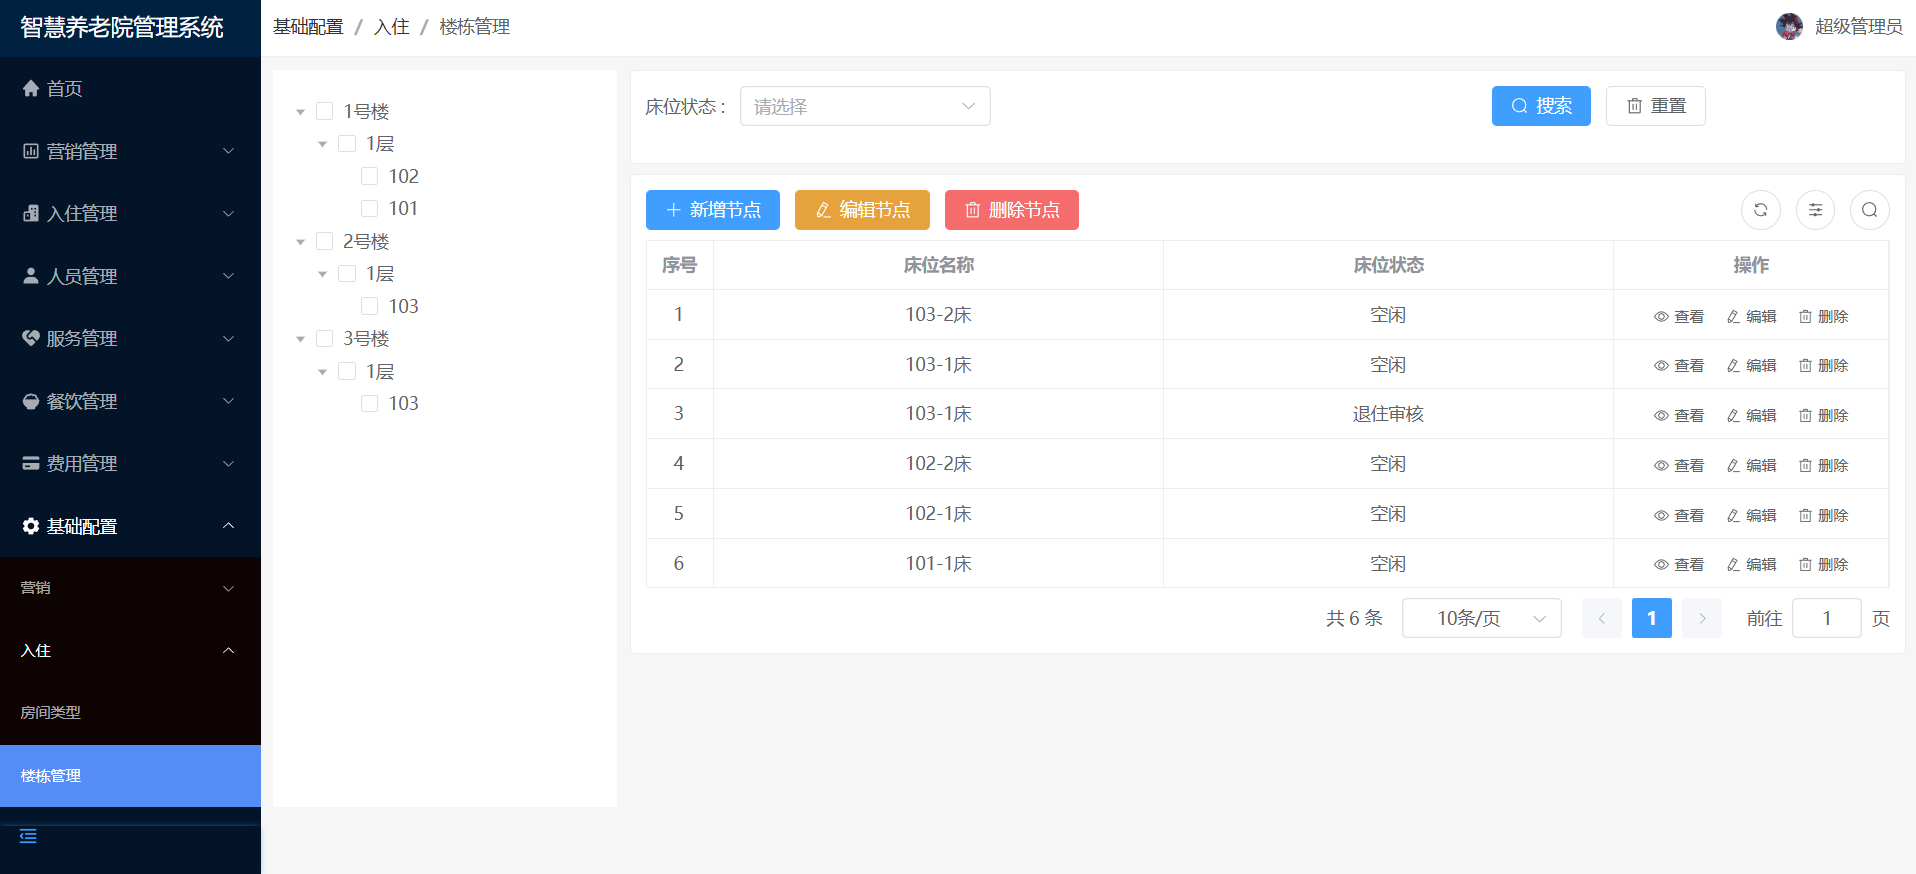 智慧养老院管理系统
首页
营销管理
入住管理
人员管理
服务管理
餐饮管理
费用管理
基础配置
营销
入住
房间类型
楼栋管理
基础配置 / 入住 / 楼栋管理
超级管理员
1号楼
1层
102
101
2号楼
1层
103
3号楼
1层
103
床位状态： 请选择 搜索 重置
新增节点 编辑节点 删除节点
序号 床位名称 床位状态 操作
1 103-2床 空闲 查看 编辑 删除
2 103-1床 空闲 查看 编辑 删除
3 103-1床 退住审核 查看 编辑 删除
4 102-2床 空闲 查看 编辑 删除
5 102-1床 空闲 查看 编辑 删除
6 101-1床 空闲 查看 编辑 删除
共 6 条 10条/页 1 前往 1 页